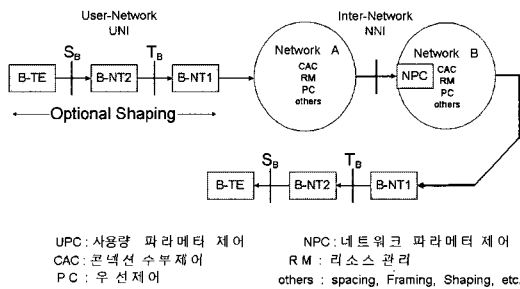 User-Network
UNI
Inter-Network
NNI
S_B
T_B
B-TE
B-NT2
B-NT1
Optional Shaping
Network A
CAC
RM
PC
others
Network B
NPC
CAC
RM
PC
others
S_B
T_B
B-TE
B-NT2
B-NT1
UPC : 사용량 파라메타 제어
NPC : 네트워크 파라메타 제어
CAC : 콘넥션 수부제어
RM : 리소스 관리
PC : 우선제어
others : spacing, Framing, Shaping, etc.